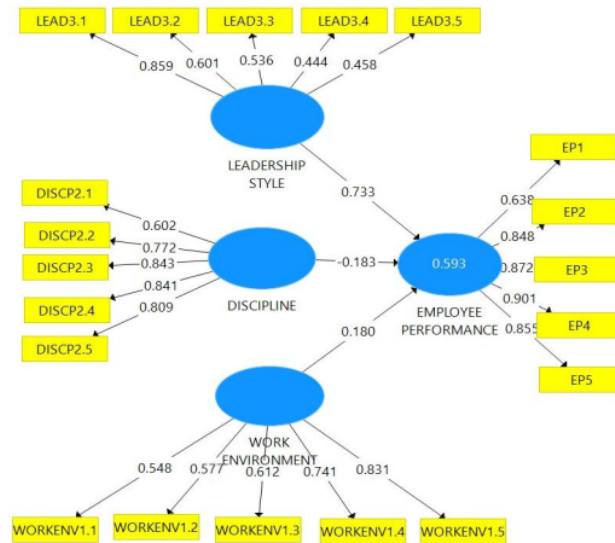 LEAD3.1
LEAD3.2
LEAD3.3
LEAD3.4
LEAD3.5
0.859
0.601
0.536
0.444
0.458
LEADERSHIP
STYLE
0.733
DISCP2.1
DISCP2.2
DISCP2.3
DISCP2.4
DISCP2.5
0.602
0.772
0.843
0.841
0.809
DISCIPLINE
-0.183
EP1
EP2
EP3
EP4
EP5
0.638
0.848
0.872
0.901
0.855
0.593
EMPLOYEE
PERFORMANCE
0.180
WORK
ENVIRONMENT
0.548
0.577
0.612
0.741
0.831
WORKENV1.1
WORKENV1.2
WORKENV1.3
WORKENV1.4
WORKENV1.5